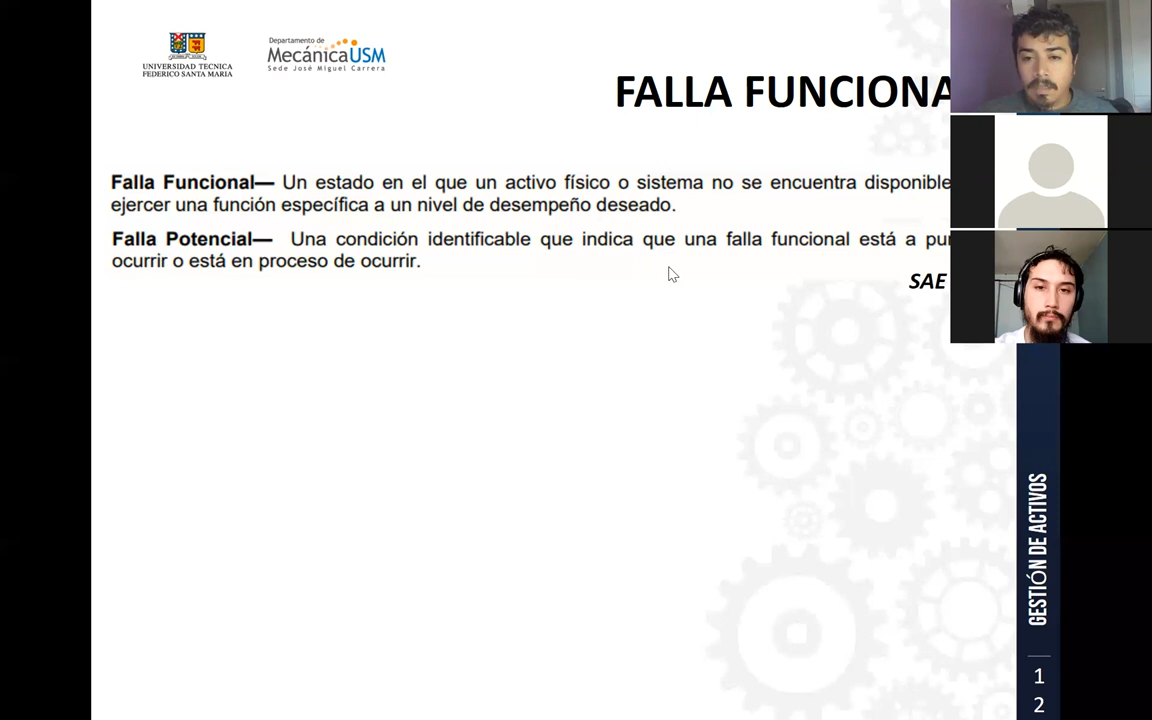 UNIVERSIDAD TECNICA
FEDERICO SANTA MARIA
Departamento de
MecánicaUSM
Sede José Miguel Carrera
FALLA FUNCIONA
Falla Funcional— Un estado en el que un activo físico o sistema no se encuentra disponible
ejercer una función específica a un nivel de desempeño deseado.
Falla Potencial— Una condición identificable que indica que una falla funcional está a pu
ocurrir o está en proceso de ocurrir.
SAE
GESTIÓN DE ACTIVOS
1
2